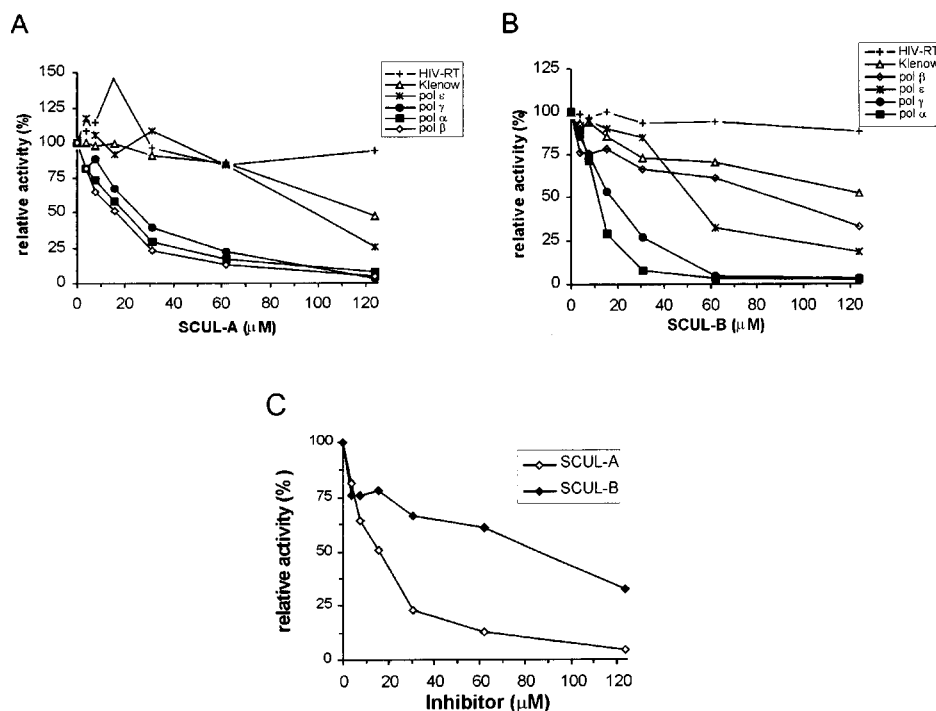 A
relative activity (%)
150
125
100
75
50
25
0
0 20 40 60 80 100 120
SCUL-A (μM)
HIV-RT
Klenow
pol ε
pol γ
pol α
pol β
B
relative activity (%)
125
100
75
50
25
0
0 20 40 60 80 100 120
SCUL-B (μM)
HIV-RT
Klenow
pol β
pol ε
pol γ
pol α
C
relative activity (%)
100
75
50
25
0
0 20 40 60 80 100 120
Inhibitor (μM)
SCUL-A
SCUL-B